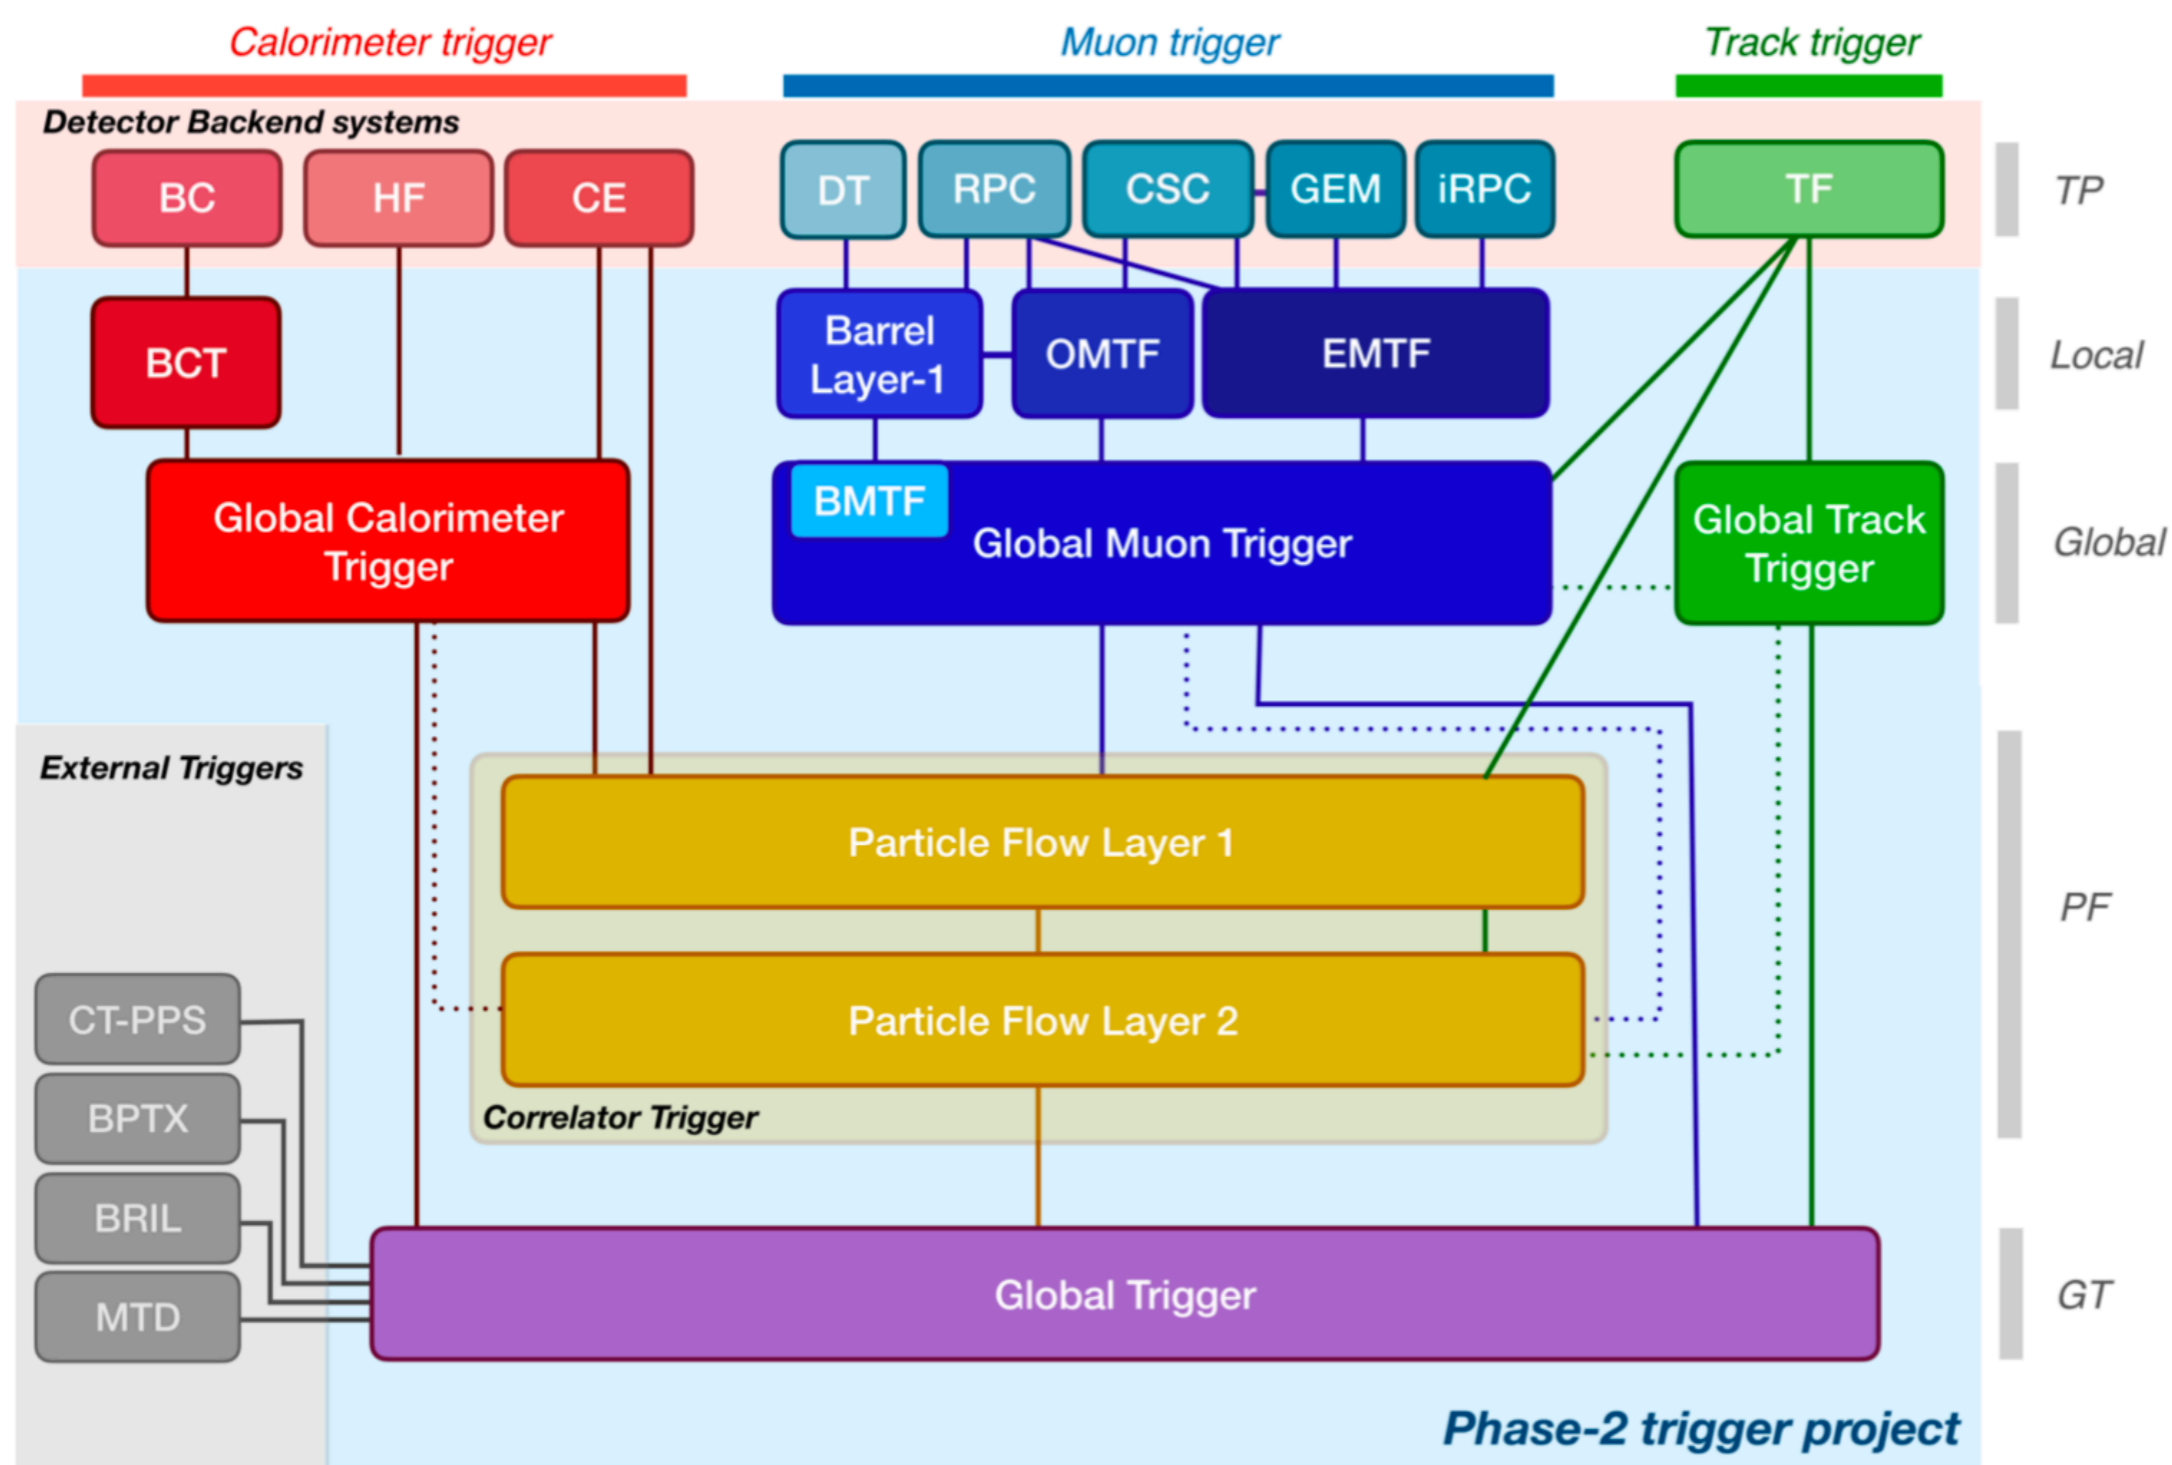 Calorimeter trigger
Muon trigger
Track trigger
Detector Backend systems
BC
HF
CE
DT
RPC
CSC
GEM
iRPC
TF
TP
BCT
Barrel
Layer-1
OMTF
EMTF
Local
Global Calorimeter
Trigger
BMTF
Global Muon Trigger
Global Track
Trigger
Global
External Triggers
Particle Flow Layer 1
PF
Particle Flow Layer 2
Correlator Trigger
CT-PPS
BPTX
BRIL
MTD
Global Trigger
GT
Phase-2 trigger project